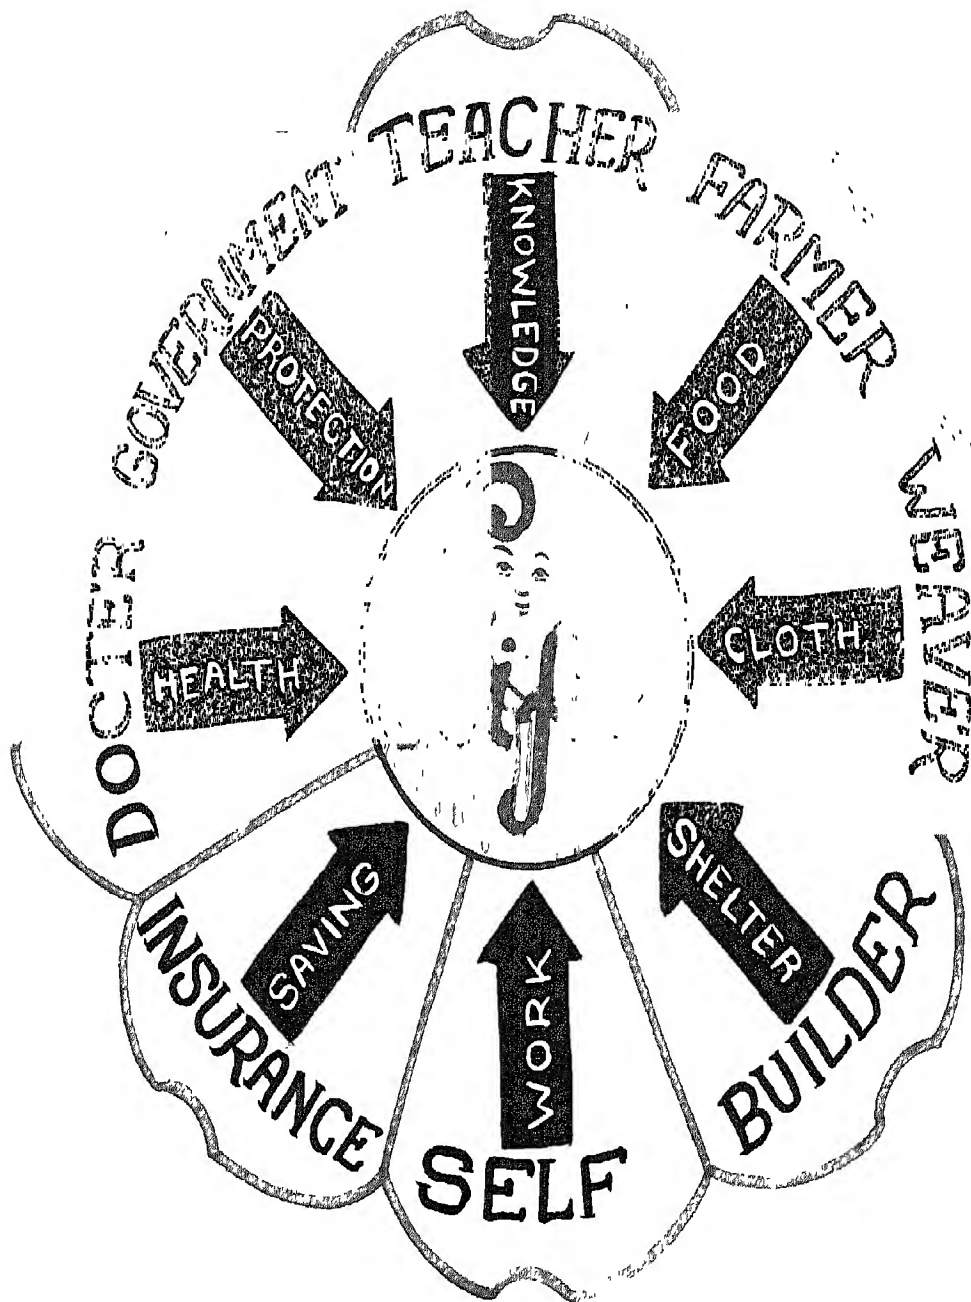 TEACHER
KNOWLEDGE
FARMER
FOOD
WEAVER
CLOTH
BUILDER
SHELTER
SELF
WORK
INSURANCE
SAVING
DOCTER
HEALTH
GOVERNMENT
PROTECTION